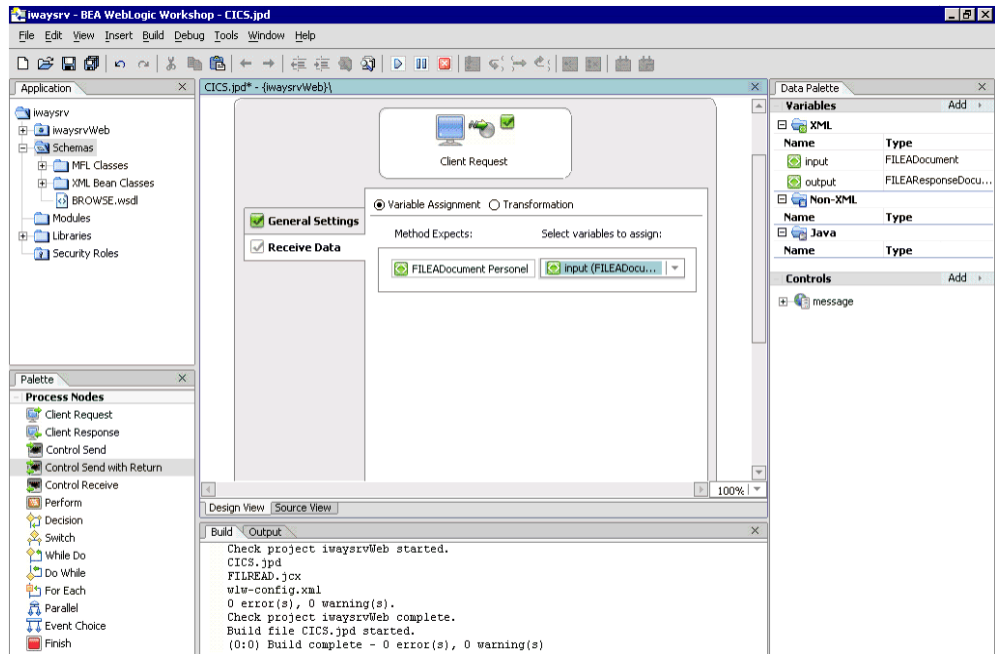 iwaysrv - BEA WebLogic Workshop - CICS.jpd
File Edit View Insert Build Debug Tools Window Help
Application
iwaysrv
iwaysrvWeb
Schemas
MFL Classes
XML Bean Classes
BROWSE.wsdl
Modules
Libraries
Security Roles
Palette
Process Nodes
Client Request
Client Response
Control Send
Control Send with Return
Control Receive
Perform
Decision
Switch
While Do
Do While
For Each
Parallel
Event Choice
Finish
CICS.jpd* - {iwaysrvWeb}\
Client Request
General Settings
Receive Data
Variable Assignment Transformation
Method Expects: Select variables to assign:
FILEADocument Personel input (FILEADocu...
100%
Design View Source View
Build Output
Check project iwaysrvWeb started.
CICS.jpd
FILREAD.jcx
wlw-config.xml
0 error(s), 0 warning(s).
Check project iwaysrvWeb complete.
Build file CICS.jpd started.
(0:0) Build complete - 0 error(s), 0 warning(s)
Data Palette
Variables Add
XML
Name Type
input FILEADocument
output FILEAResponseDocu...
Non-XML
Name Type
Java
Name Type
Controls Add
message